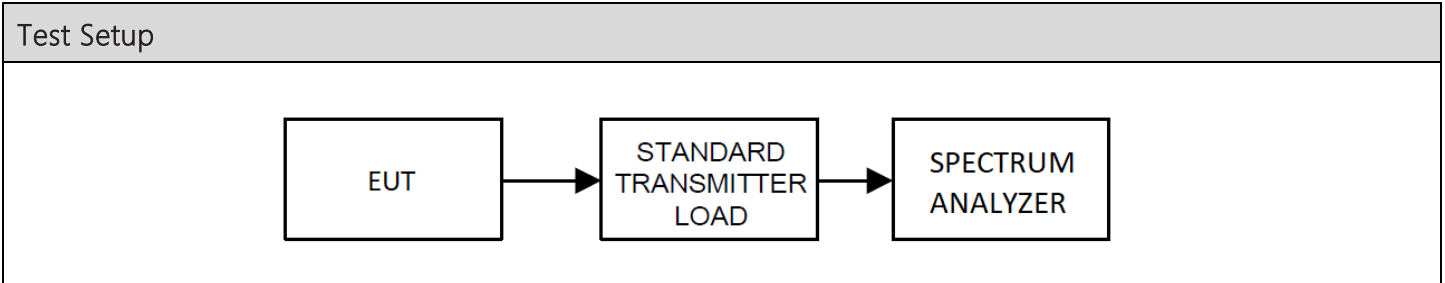 Test Setup
EUT
STANDARD
TRANSMITTER
LOAD
SPECTRUM
ANALYZER